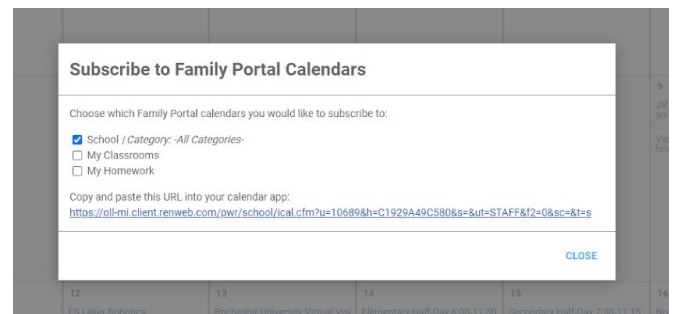 Subscribe to Family Portal Calendars
9
JV
an
Choose which Family Portal calendars you would like to subscribe to:
School | Category: -All Categories-
My Classrooms
My Homework
Copy and paste this URL into your calendar app:
https://oll-mi.client.renweb.com/pwr/school/ical.cfm?u=10689&h=C1929A49C580&s=&ut=STAFF&f2=0&sc=&t=s
CLOSE
12 13 14 15 16
ES Laker Robotics Rochester University Virtual Visi Elementary Half-Day 8:00-11:30 Secondary Half-Day 7:30-11:15 No